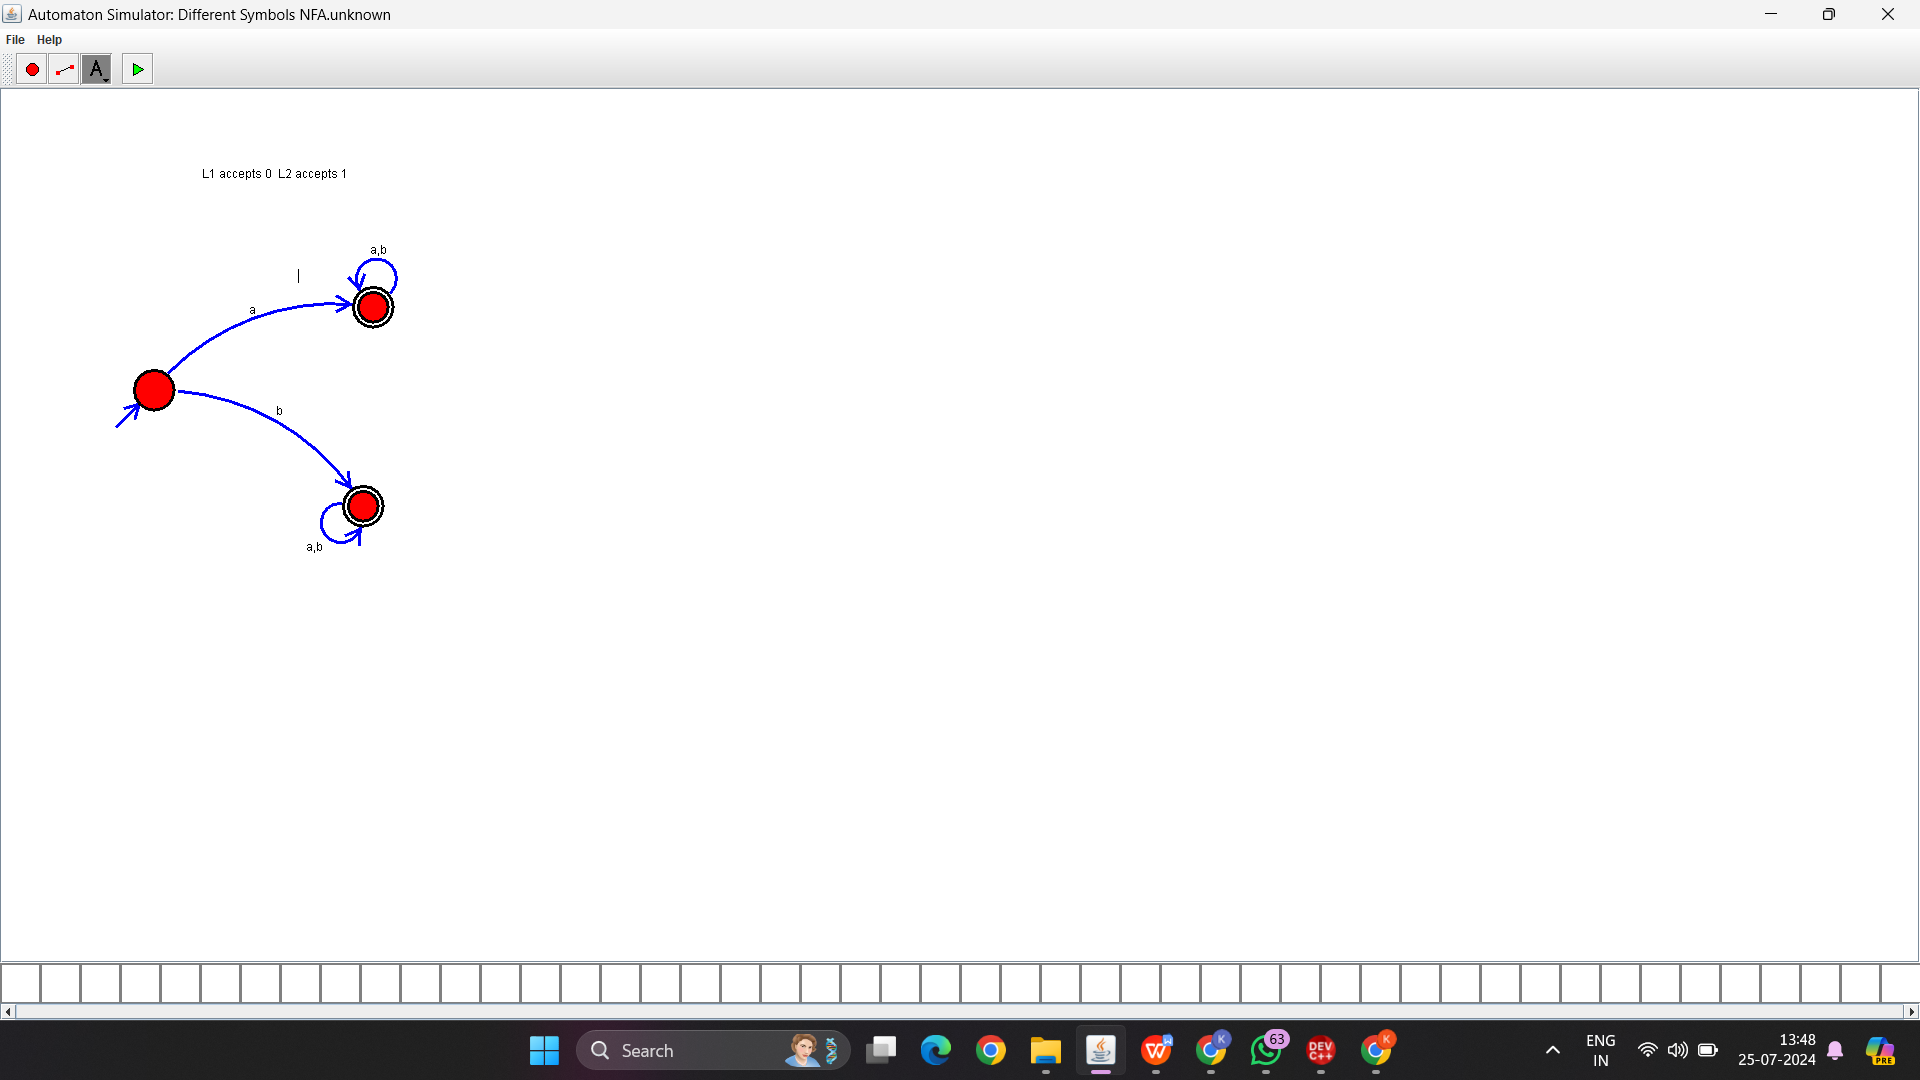 Automaton Simulator: Different Symbols NFA.unknown
File Help
A
L1 accepts 0 L2 accepts 1
a,b
a
b
a,b
Search
W
K
63
DEV
C++
K
ENG
IN
13:48
25-07-2024
PRE